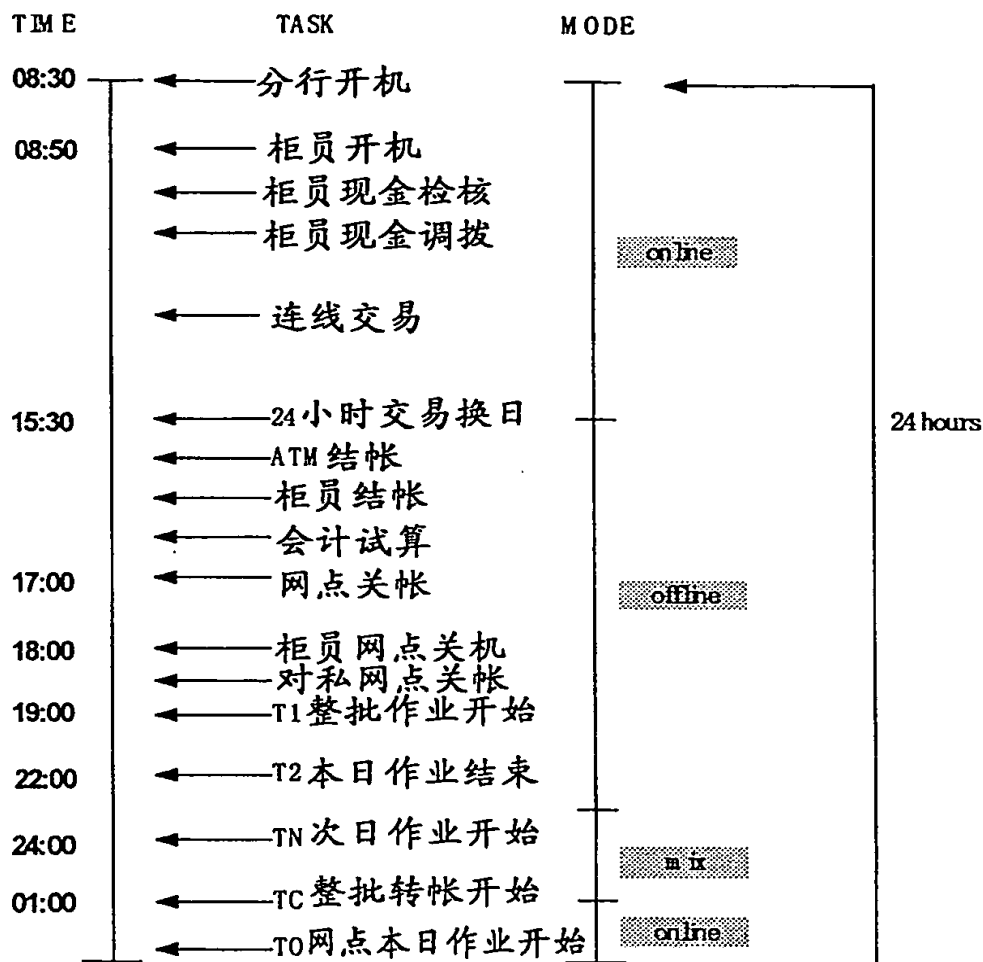 TIME TASK MODE
08:30 分行开机
08:50 柜员开机
柜员现金检核
柜员现金调拨
online
连线交易
15:30 24小时交易换日 24 hours
ATM 结帐
柜员结帐
会计试算
17:00 网点关帐
offline
18:00 柜员网点关机
对私网点关帐
19:00 T1整批作业开始
22:00 T2本日作业结束
24:00 TN次日作业开始
mix
01:00 TC整批转帐开始
TO网点本日作业开始 online